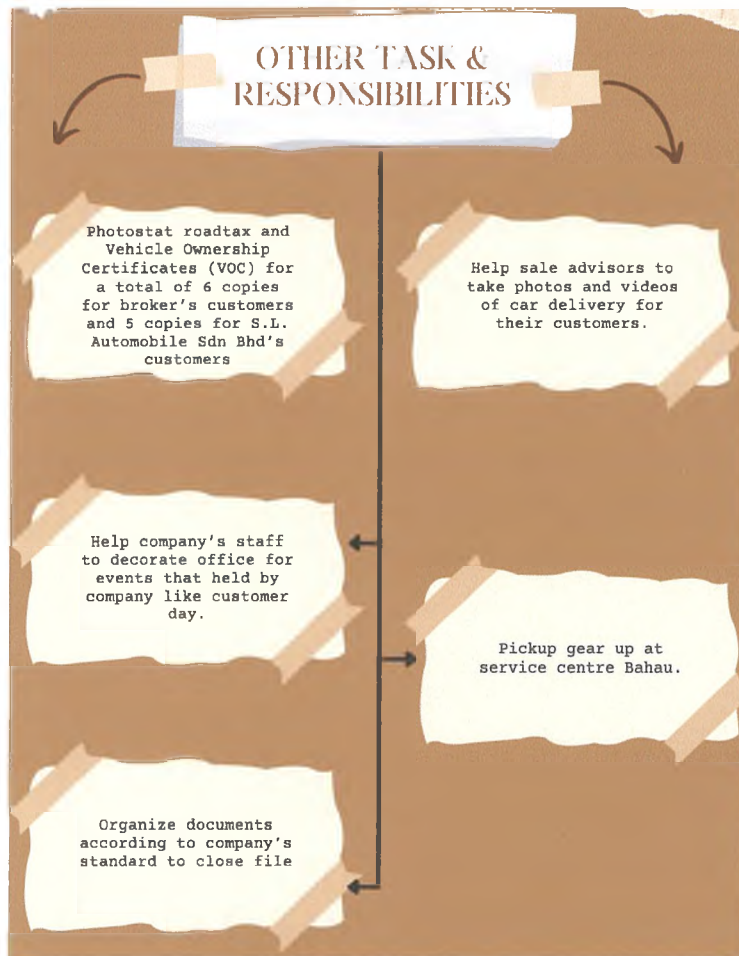 OTHER TASK &
RESPONSIBILITIES
Photostat roadtax and
Vehicle Ownership
Certificates (VOC) for
a total of 6 copies
for broker's customers
and 5 copies for S.L.
Automobile Sdn Bhd's
customers
Help sale advisors to
take photos and videos
of car delivery for
their customers.
Help company's staff
to decorate office for
events that held by
company like customer
day.
Pickup gear up at
service centre Bahau.
Organize documents
according to company's
standard to close file